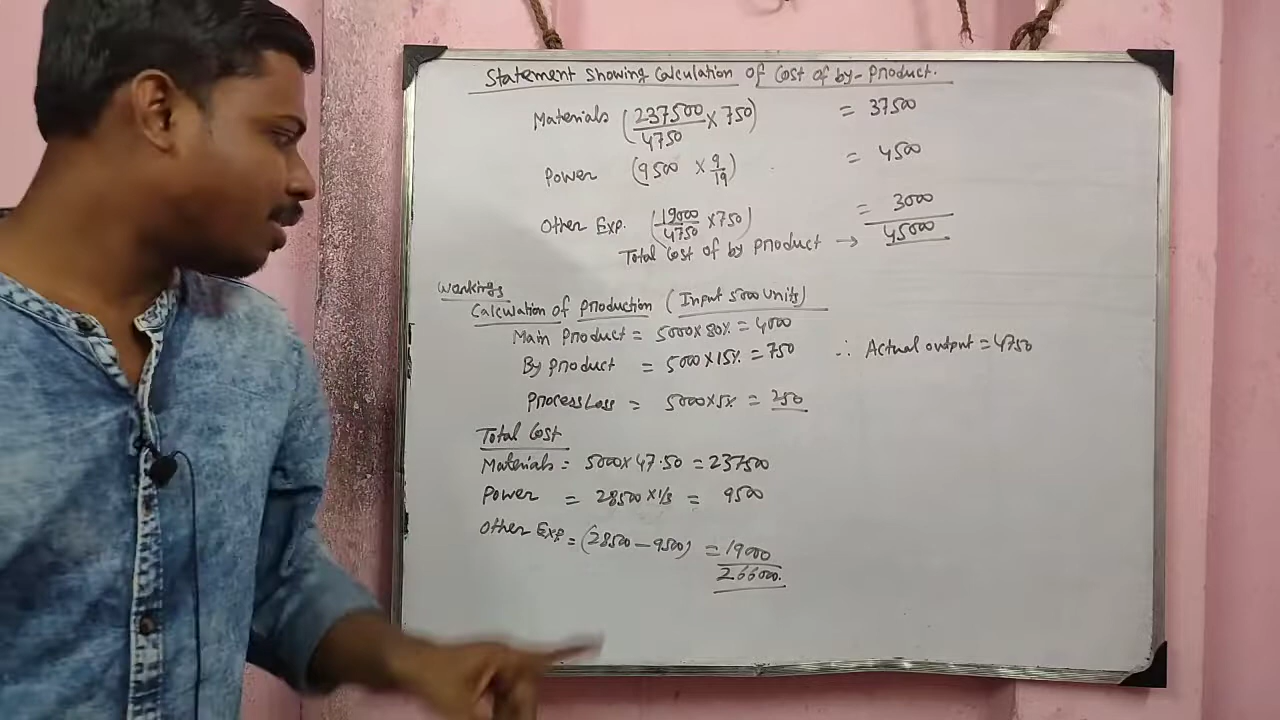 Statement Showing Calculation of Cost of by-Product.
Materials (237500/4750 × 750) = 37500
Power (9500 × 9/19) = 4500
Other Exp. (19000/4750 × 750) = 3000
Total Cost of by product → 45000
Workings
Calculation of production (Input 5000 units)
Main Product = 5000×80% = 4000
By product = 5000×15% = 750 ∴ Actual output = 4750
Process Loss = 5000×5% = 250
Total Cost
Materials = 5000×47.50 = 237500
Power = 28500×1/3 = 9500
Other Exp. = (28500-9500) = 19000
266000.